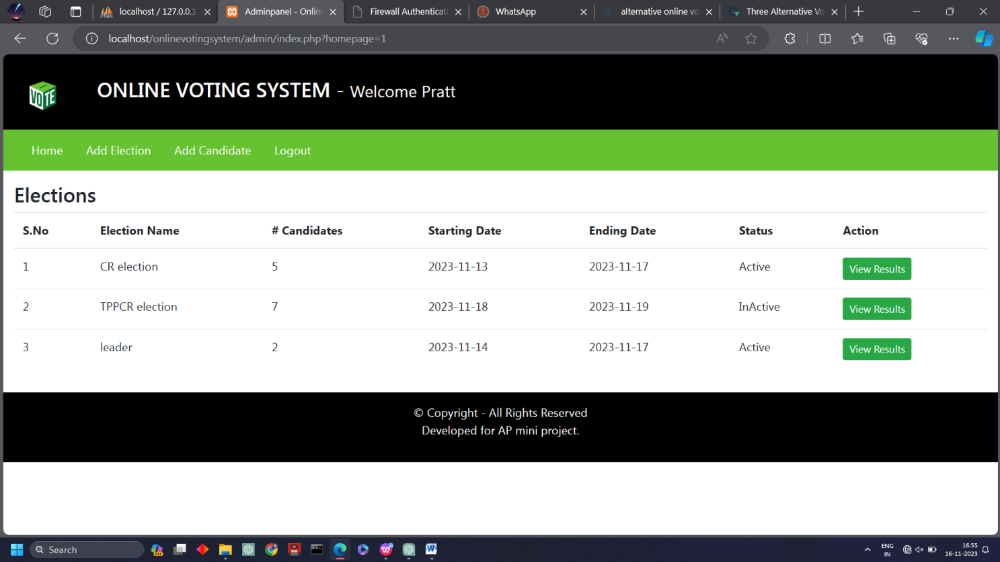 localhost / 127.0.0.1
Adminpanel - Onlin
Firewall Authenticati
WhatsApp
alternative online vo
Three Alternative Vo
localhost/onlinevotingsystem/admin/index.php?homepage=1
VOTE
ONLINE VOTING SYSTEM - Welcome Pratt
Home Add Election Add Candidate Logout
Elections
S.No Election Name # Candidates Starting Date Ending Date Status Action
1 CR election 5 2023-11-13 2023-11-17 Active View Results
2 TPPCR election 7 2023-11-18 2023-11-19 InActive View Results
3 leader 2 2023-11-14 2023-11-17 Active View Results
© Copyright - All Rights Reserved
Developed for AP mini project.
Search
ENG
IN
16:55
16-11-2023